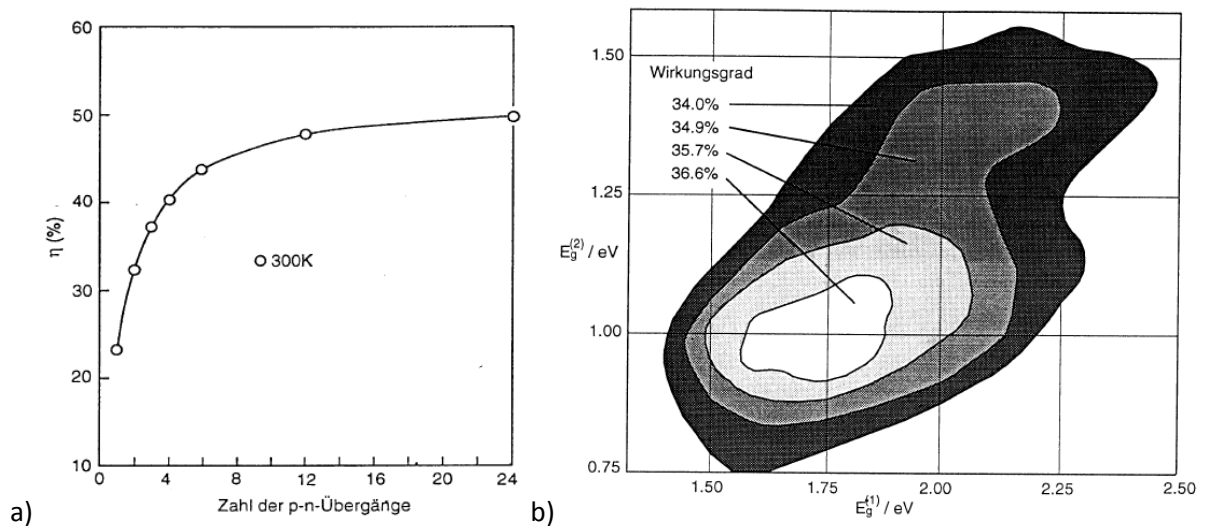 60
50
40
30
20
10
η (%)
300K
0 4 8 12 16 20 24
Zahl der p-n-Übergänge
a)
1.50
1.25
1.00
0.75
E_g^(2) / eV
Wirkungsgrad
34.0%
34.9%
35.7%
36.6%
1.50 1.75 2.00 2.25 2.50
E_g^(1) / eV
b)